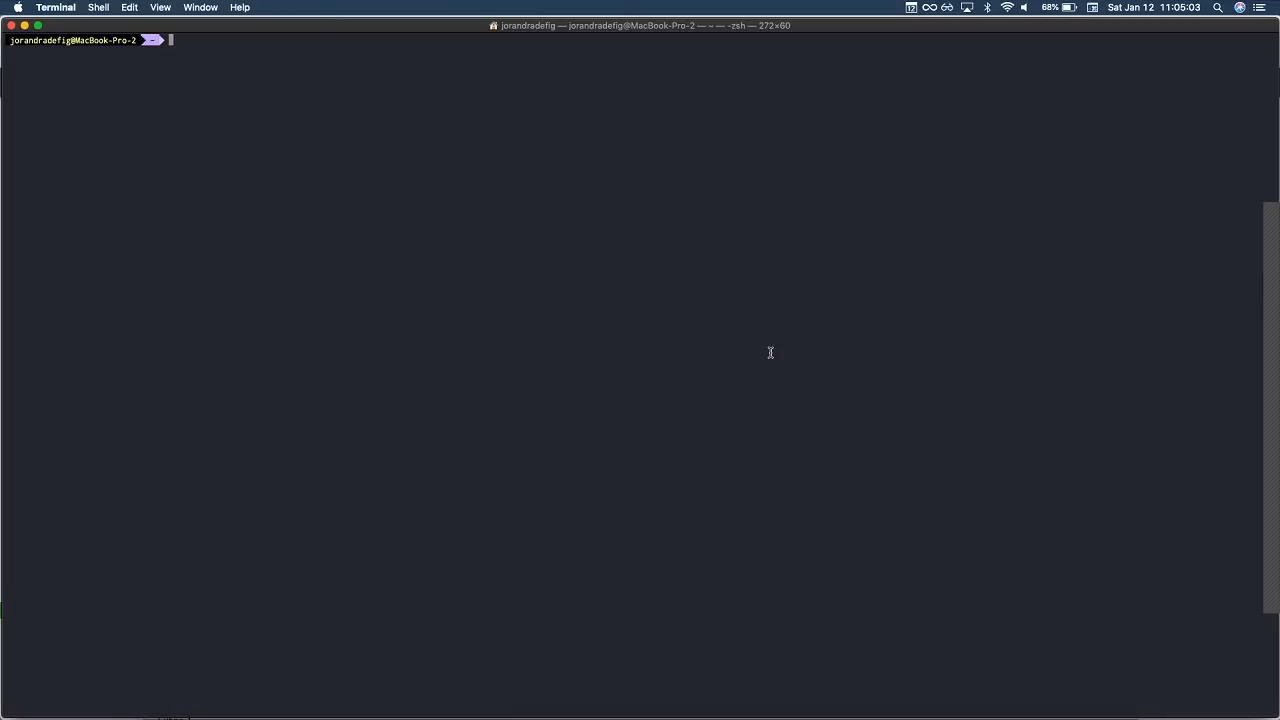 Terminal Shell Edit View Window Help 12 68% Sat Jan 12 11:05:03
jorandradefig — jorandradefig@MacBook-Pro-2 — ~ — -zsh — 272×60
jorandradefig@MacBook-Pro-2 ~